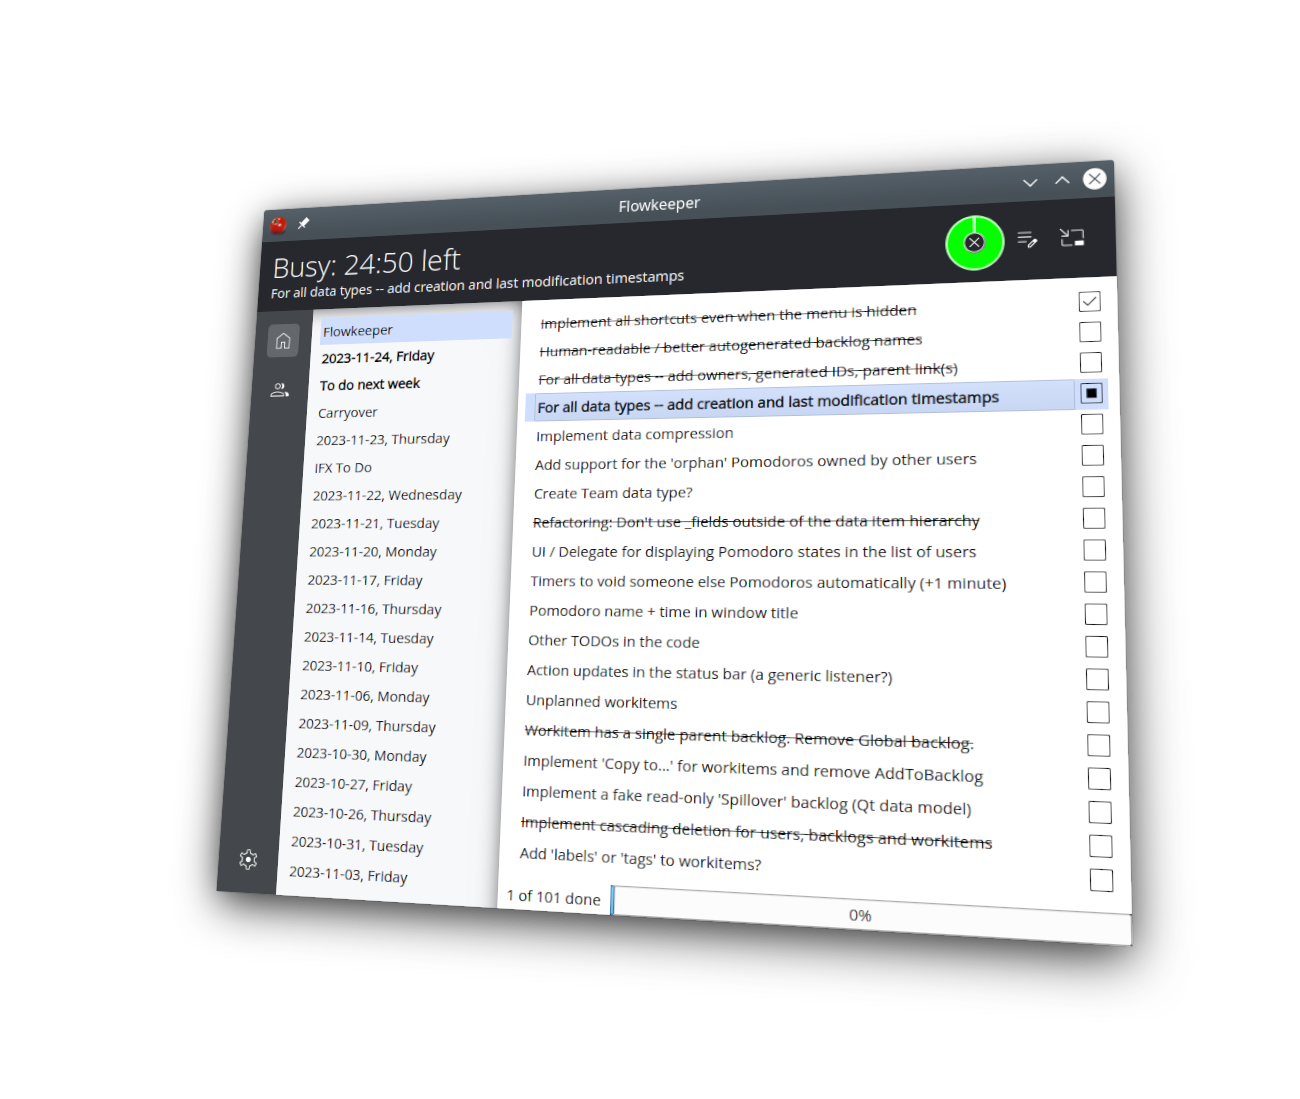 Flowkeeper
Busy: 24:50 left
For all data types -- add creation and last modification timestamps
Flowkeeper
2023-11-24, Friday
To do next week
Carryover
2023-11-23, Thursday
IFX To Do
2023-11-22, Wednesday
2023-11-21, Tuesday
2023-11-20, Monday
2023-11-17, Friday
2023-11-16, Thursday
2023-11-14, Tuesday
2023-11-10, Friday
2023-11-06, Monday
2023-11-09, Thursday
2023-10-30, Monday
2023-10-27, Friday
2023-10-26, Thursday
2023-10-31, Tuesday
2023-11-03, Friday
Implement all shortcuts even when the menu is hidden
Human-readable / better autogenerated backlog names
For all data types -- add owners, generated IDs, parent link(s)
For all data types -- add creation and last modification timestamps
Implement data compression
Add support for the 'orphan' Pomodoros owned by other users
Create Team data type?
Refactoring: Don't use _fields outside of the data item hierarchy
UI / Delegate for displaying Pomodoro states in the list of users
Timers to void someone else Pomodoros automatically (+1 minute)
Pomodoro name + time in window title
Other TODOs in the code
Action updates in the status bar (a generic listener?)
Unplanned workitems
Workitem has a single parent backlog. Remove Global backlog.
Implement 'Copy to...' for workitems and remove AddToBacklog
Implement a fake read-only 'Spillover' backlog (Qt data model)
Implement cascading deletion for users, backlogs and workitems
Add 'labels' or 'tags' to workitems?
1 of 101 done
0%